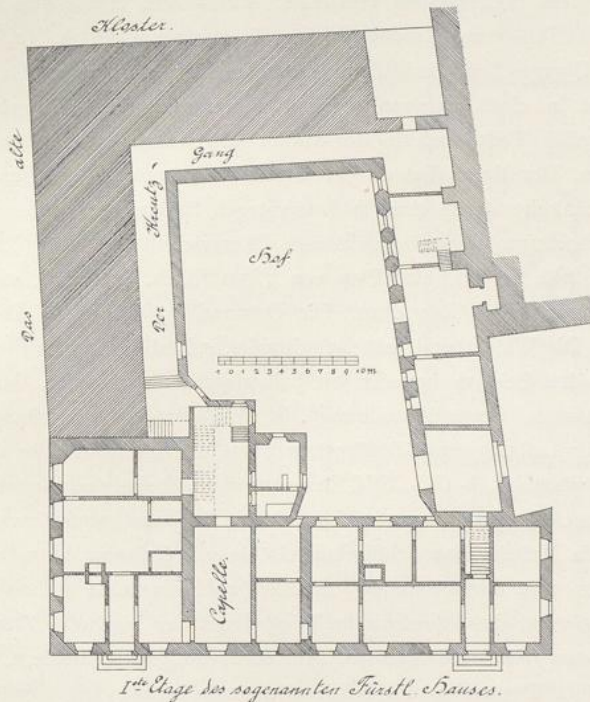 Das alte Kloster.
Der Kreutz'
Gang
Hof
1 0 1 2 3 4 5 6 7 8 9 10 m
Capelle.
Iste Etage des sogenannten Fürstl. Hauses.